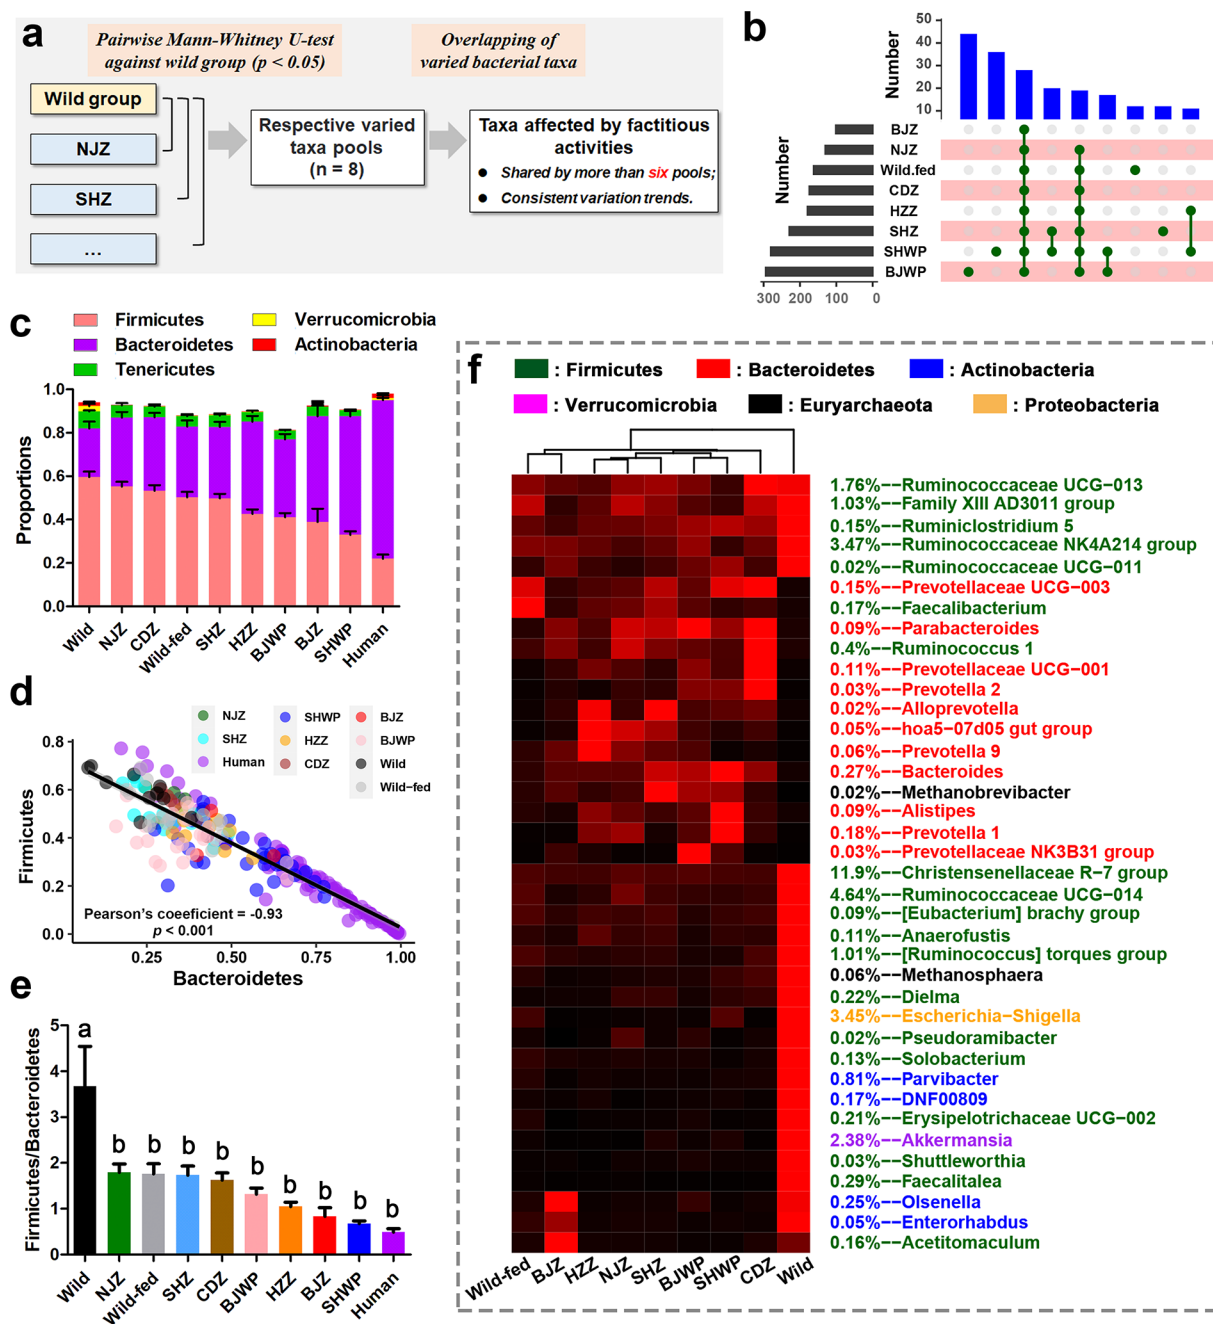 a
Pairwise Mann-Whitney U-test
against wild group (p < 0.05)
Overlapping of
varied bacterial taxa
Wild group
NJZ
SHZ
...
Respective varied
taxa pools
(n = 8)
Taxa affected by factitious
activities
● Shared by more than six pools;
● Consistent variation trends.
b
Number
50
40
30
20
10
Number
BJZ
NJZ
Wild.fed
CDZ
HZZ
SHZ
SHWP
BJWP
300 200 100 0
c
Firmicutes
Bacteroidetes
Tenericutes
Verrucomicrobia
Actinobacteria
Proportions
1.0
0.8
0.6
0.4
0.2
0.0
Wild
NJZ
CDZ
Wild-fed
SHZ
HZZ
BJWP
BJZ
SHWP
Human
d
NJZ
SHZ
Human
SHWP
HZZ
CDZ
BJZ
BJWP
Wild
Wild-fed
Firmicutes
0.8
0.6
0.4
0.2
0.0
Pearson's coeeficient = -0.93
p < 0.001
0.25 0.50 0.75 1.00
Bacteroidetes
e
Firmicutes/Bacteroidetes
5
4
3
2
1
0
a
b
b
b
b
b
b
b
b
b
Wild
NJZ
Wild-fed
SHZ
CDZ
BJWP
HZZ
BJZ
SHWP
Human
f
: Firmicutes
: Bacteroidetes
: Actinobacteria
: Verrucomicrobia
: Euryarchaeota
: Proteobacteria
1.76%--Ruminococcaceae UCG-013
1.03%--Family XIII AD3011 group
0.15%--Ruminiclostridium 5
3.47%--Ruminococcaceae NK4A214 group
0.02%--Ruminococcaceae UCG-011
0.15%--Prevotellaceae UCG-003
0.17%--Faecalibacterium
0.09%--Parabacteroides
0.4%--Ruminococcus 1
0.11%--Prevotellaceae UCG-001
0.03%--Prevotella 2
0.02%--Alloprevotella
0.05%--hoa5-07d05 gut group
0.06%--Prevotella 9
0.27%--Bacteroides
0.02%--Methanobrevibacter
0.09%--Alistipes
0.18%--Prevotella 1
0.03%--Prevotellaceae NK3B31 group
11.9%--Christensenellaceae R-7 group
4.64%--Ruminococcaceae UCG-014
0.09%--[Eubacterium] brachy group
0.11%--Anaerofustis
1.01%--[Ruminococcus] torques group
0.06%--Methanosphaera
0.22%--Dielma
3.45%--Escherichia-Shigella
0.02%--Pseudoramibacter
0.13%--Solobacterium
0.81%--Parvibacter
0.17%--DNF00809
0.21%--Erysipelotrichaceae UCG-002
2.38%--Akkermansia
0.03%--Shuttleworthia
0.29%--Faecalitalea
0.25%--Olsenella
0.05%--Enterorhabdus
0.16%--Acetitomaculum
Wild-fed
BJZ
HZZ
NJZ
SHZ
BJWP
SHWP
CDZ
Wild